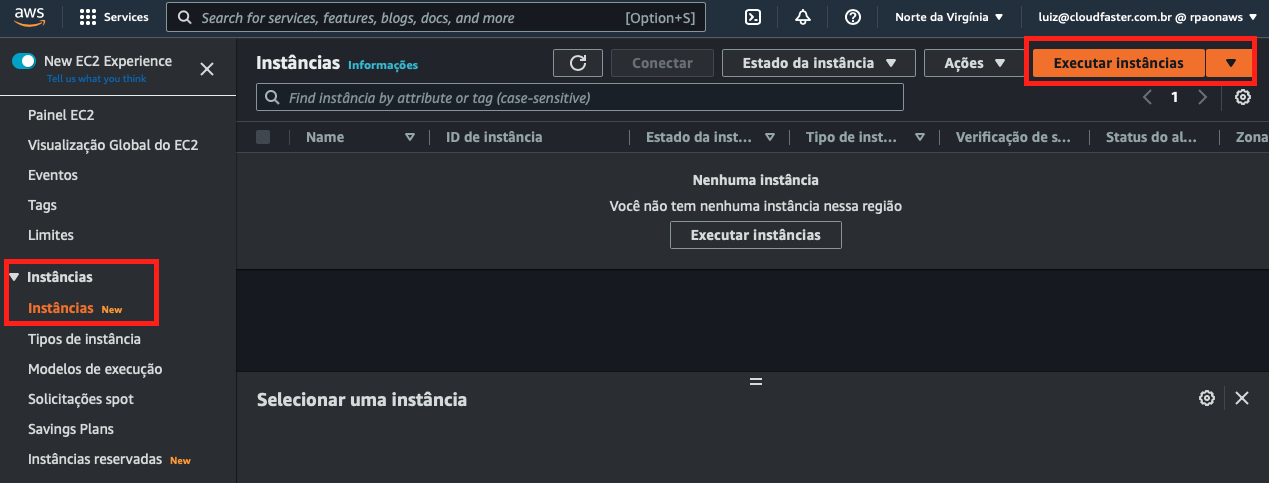 aws Services Search for services, features, blogs, docs, and more [Option+S] Norte da Virgínia luiz@cloudfaster.com.br @ rpaonaws
New EC2 Experience
Tell us what you think
Painel EC2
Visualização Global do EC2
Eventos
Tags
Limites
Instâncias
Instâncias New
Tipos de instância
Modelos de execução
Solicitações spot
Savings Plans
Instâncias reservadas New
Instâncias Informações Conectar Estado da instância Ações Executar instâncias
Find instância by attribute or tag (case-sensitive) 1
Name ID de instância Estado da inst... Tipo de inst... Verificação de s... Status do al... Zona
Nenhuma instância
Você não tem nenhuma instância nessa região
Executar instâncias
Selecionar uma instância